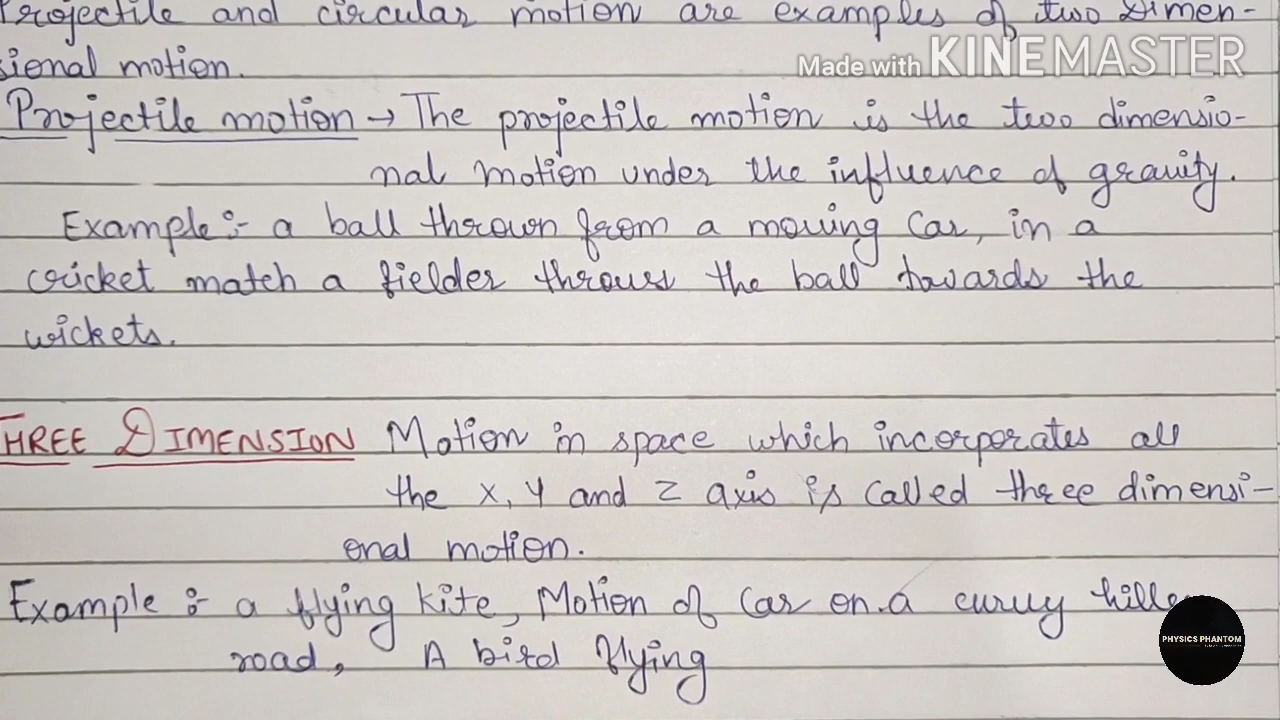 Projectile and circular motion are examples of two dimen-
sional motion.
Made with KINEMASTER
Projectile motion → The projectile motion is the two dimensio-
nal motion under the influence of gravity.
Example :- a ball thrown from a moving Car, in a
cricket match a fielder throws the ball towards the
wickets.
THREE DIMENSION Motion in space which incorporates all
the X, Y and Z axis is called three dimensi-
onal motion.
Example :- a flying kite, Motion of Car on a curvy
road, A bird flying
PHYSICS PHANTOM